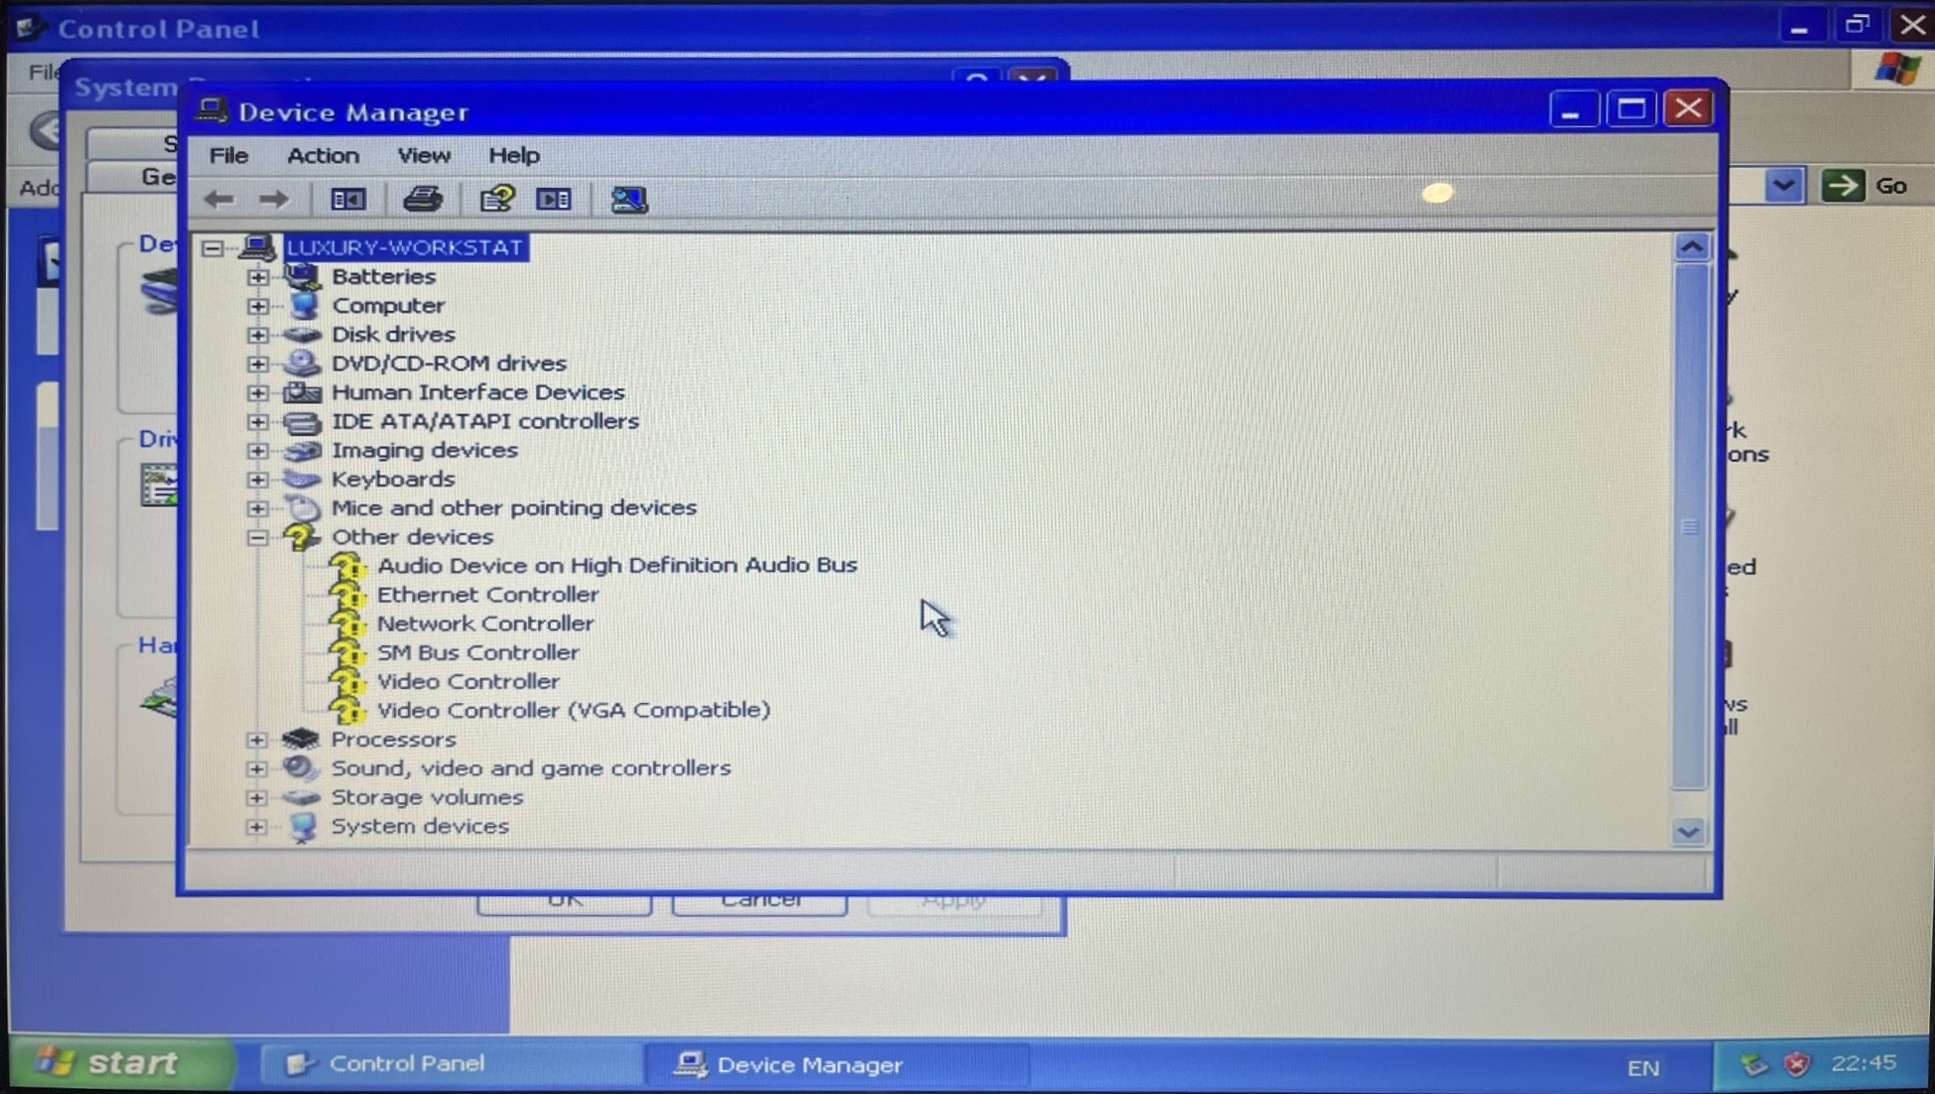 Control Panel
File
System
Device Manager
File Action View Help
Go
LUXURY-WORKSTAT
Batteries
Computer
Disk drives
DVD/CD-ROM drives
Human Interface Devices
IDE ATA/ATAPI controllers
Imaging devices
Keyboards
Mice and other pointing devices
Other devices
Audio Device on High Definition Audio Bus
Ethernet Controller
Network Controller
SM Bus Controller
Video Controller
Video Controller (VGA Compatible)
Processors
Sound, video and game controllers
Storage volumes
System devices
OK Cancel Apply
start Control Panel Device Manager EN 22:45